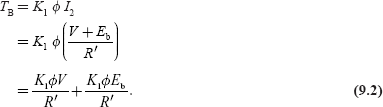 T_B = K_1 ϕ I_2
= K_1 ϕ ( (V + E_b) / R′ )
= K_1ϕV / R′ + K_1ϕE_b / R′. (9.2)